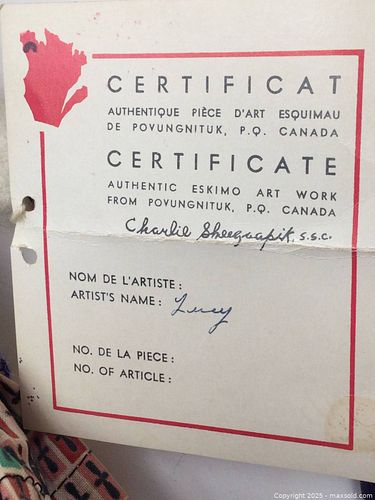 CERTIFICAT
AUTHENTIQUE PIÈCE D'ART ESQUIMAU
DE POVUNGNITUK, P.Q. CANADA
CERTIFICATE
AUTHENTIC ESKIMO ART WORK
FROM POVUNGNITUK, P.Q. CANADA
Charlie Sheeguapik, S.S.C.
NOM DE L'ARTISTE :
ARTIST'S NAME : Lucy
NO. DE LA PIECE :
NO. OF ARTICLE :
Copyright 2025 - maxsold.com